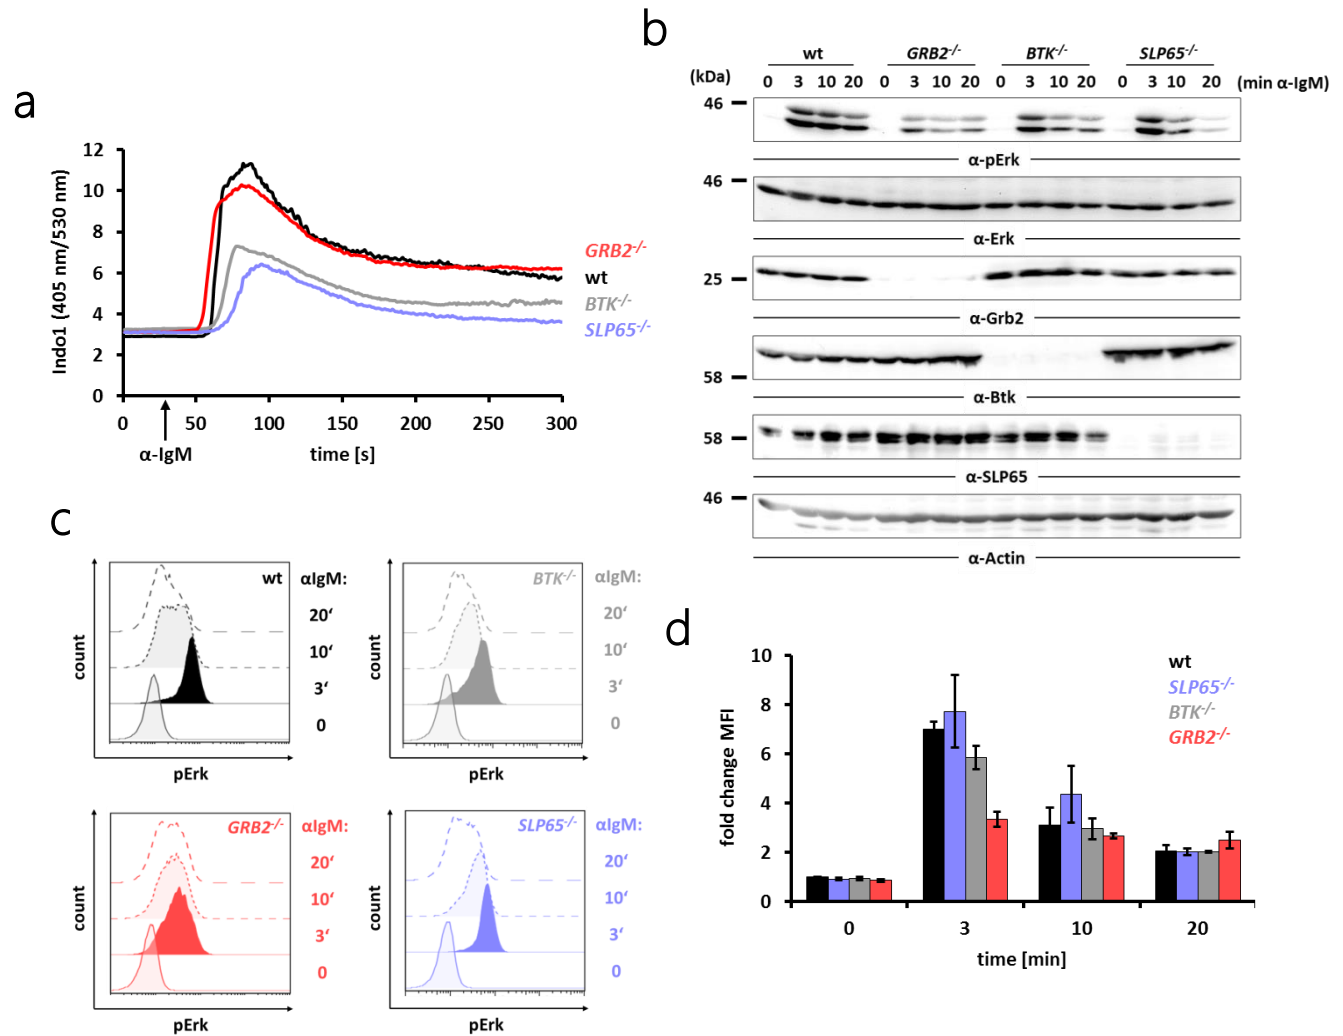 a
12
10
8
6
4
2
0
Indo1 (405 nm/530 nm)
0 50 100 150 200 250 300
α-IgM
time [s]
GRB2-/-
wt
BTK-/-
SLP65-/-
b
wt GRB2-/- BTK-/- SLP65-/-
(kDa) 0 3 10 20 0 3 10 20 0 3 10 20 0 3 10 20 (min α-IgM)
46
α-pErk
46
α-Erk
25
α-Grb2
58
α-Btk
58
α-SLP65
46
α-Actin
c
wt αIgM:
20‘
10‘
3‘
0
count
pErk
BTK-/- αIgM:
20‘
10‘
3‘
0
count
pErk
GRB2-/- αIgM:
20‘
10‘
3‘
0
count
pErk
SLP65-/- αIgM:
20‘
10‘
3‘
0
count
pErk
d
10
8
6
4
2
0
fold change MFI
wt
SLP65-/-
BTK-/-
GRB2-/-
0 3 10 20
time [min]